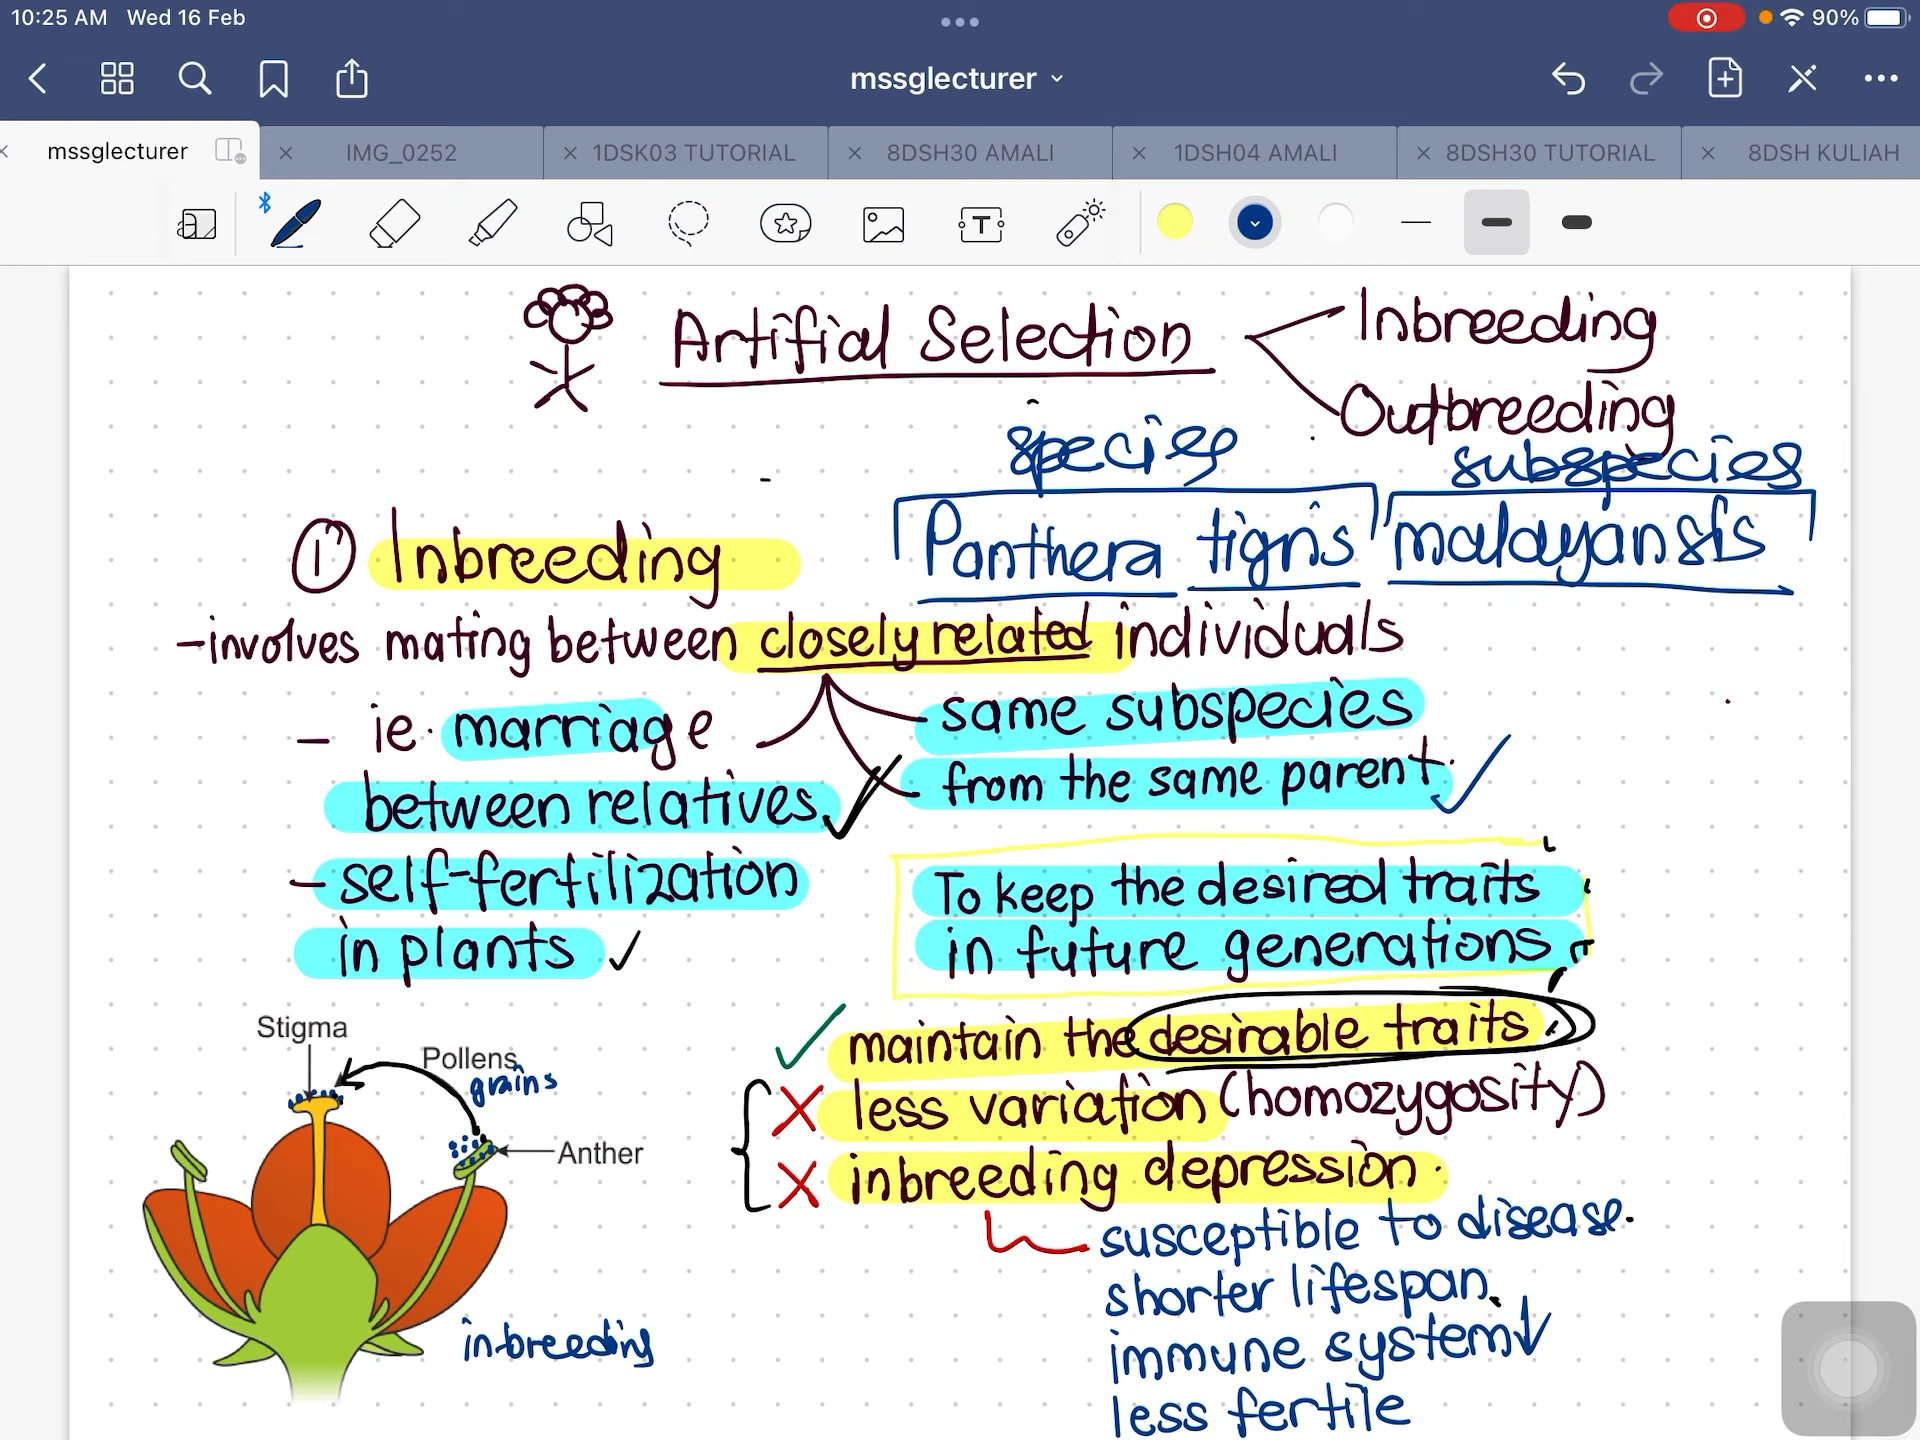 10:25 AM Wed 16 Feb
90%
mssglecturer
mssglecturer
IMG_0252
1DSK03 TUTORIAL
8DSH30 AMALI
1DSH04 AMALI
8DSH30 TUTORIAL
8DSH KULIAH
Artifial Selection
Inbreeding
Outbreeding
species
subspecies
① Inbreeding
Panthera tigris malayansis
- involves mating between closely related individuals
- ie. marriage
between relatives.
same subspecies
from the same parent.
- self-fertilization
in plants
To keep the desired traits
in future generations
maintain the desirable traits.
less variation (homozygosity)
inbreeding depression.
susceptible to disease.
shorter lifespan.
immune system↓
less fertile
Stigma
Pollens
grains
Anther
inbreeding